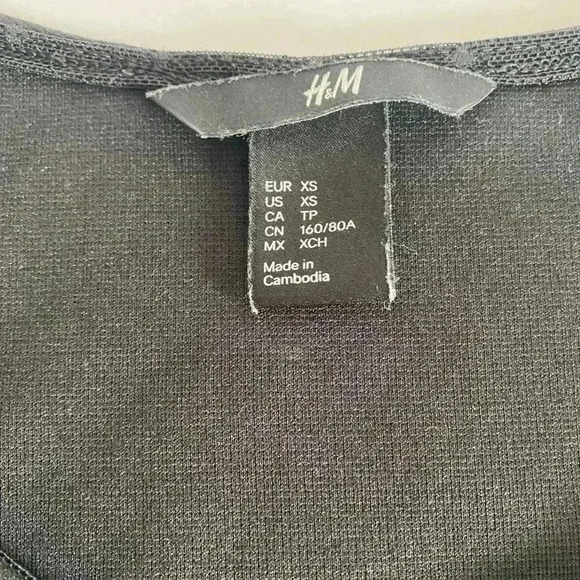 H&M
EUR XS
US XS
CA TP
CN 160/80A
MX XCH
Made in
Cambodia